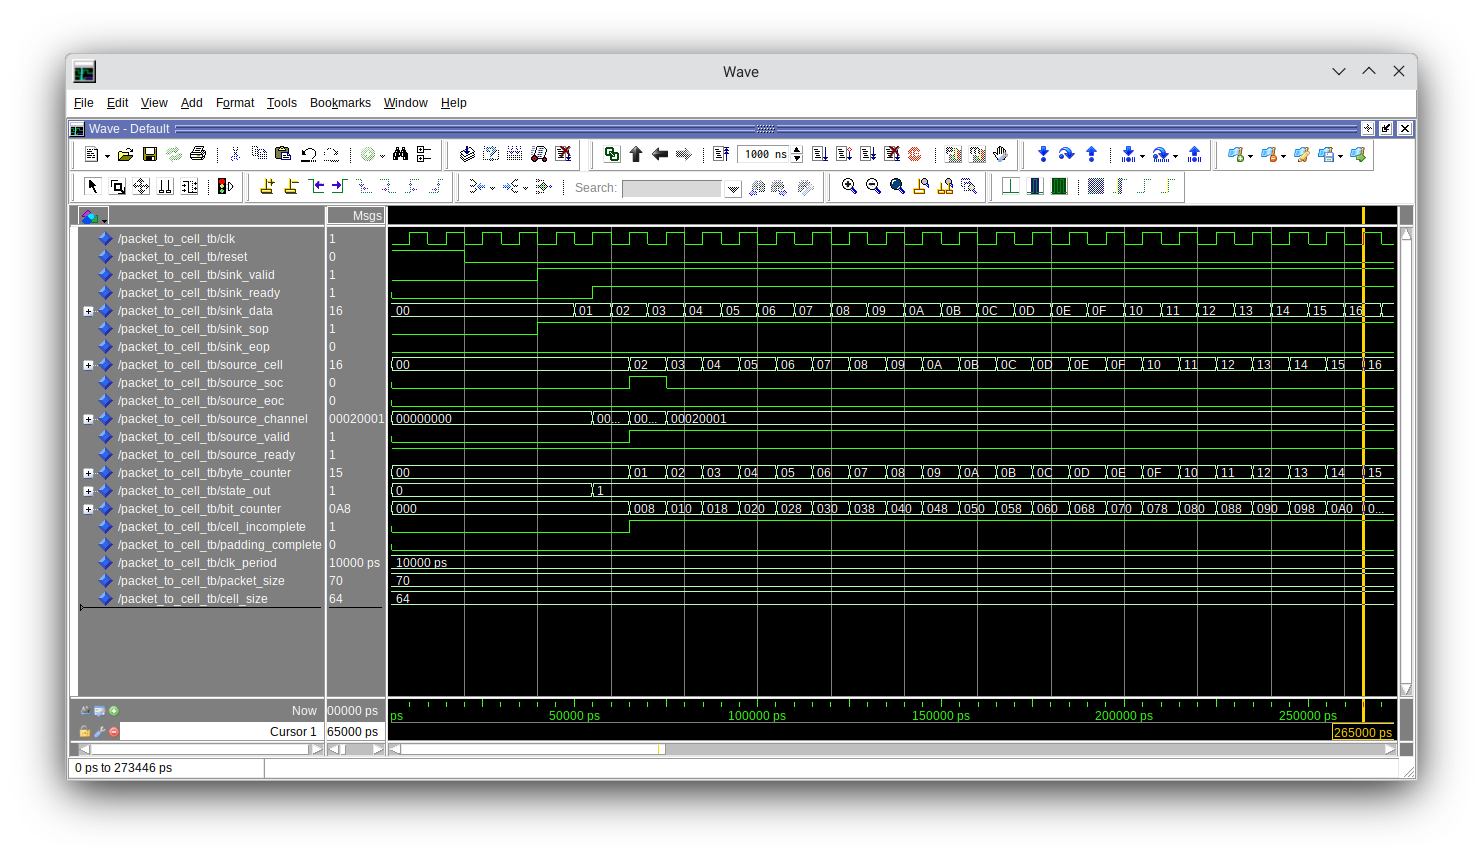 Wave
File Edit View Add Format Tools Bookmarks Window Help
Wave - Default
1000 ns
Search:
Msgs
/packet_to_cell_tb/clk 1
/packet_to_cell_tb/reset 0
/packet_to_cell_tb/sink_valid 1
/packet_to_cell_tb/sink_ready 1
/packet_to_cell_tb/sink_data 16 00 01 02 03 04 05 06 07 08 09 0A 0B 0C 0D 0E 0F 10 11 12 13 14 15 16
/packet_to_cell_tb/sink_sop 1
/packet_to_cell_tb/sink_eop 0
/packet_to_cell_tb/source_cell 16 00 02 03 04 05 06 07 08 09 0A 0B 0C 0D 0E 0F 10 11 12 13 14 15 16
/packet_to_cell_tb/source_soc 0
/packet_to_cell_tb/source_eoc 0
/packet_to_cell_tb/source_channel 00020001 00000000 00... 00... 00020001
/packet_to_cell_tb/source_valid 1
/packet_to_cell_tb/source_ready 1
/packet_to_cell_tb/byte_counter 15 00 01 02 03 04 05 06 07 08 09 0A 0B 0C 0D 0E 0F 10 11 12 13 14 15
/packet_to_cell_tb/state_out 1 0 1
/packet_to_cell_tb/bit_counter 0A8 000 008 010 018 020 028 030 038 040 048 050 058 060 068 070 078 080 088 090 098 0A0 0...
/packet_to_cell_tb/cell_incomplete 1
/packet_to_cell_tb/padding_complete 0
/packet_to_cell_tb/clk_period 10000 ps 10000 ps
/packet_to_cell_tb/packet_size 70 70
/packet_to_cell_tb/cell_size 64 64
Now 00000 ps ps 50000 ps 100000 ps 150000 ps 200000 ps 250000 ps
Cursor 1 65000 ps 265000 ps
0 ps to 273446 ps